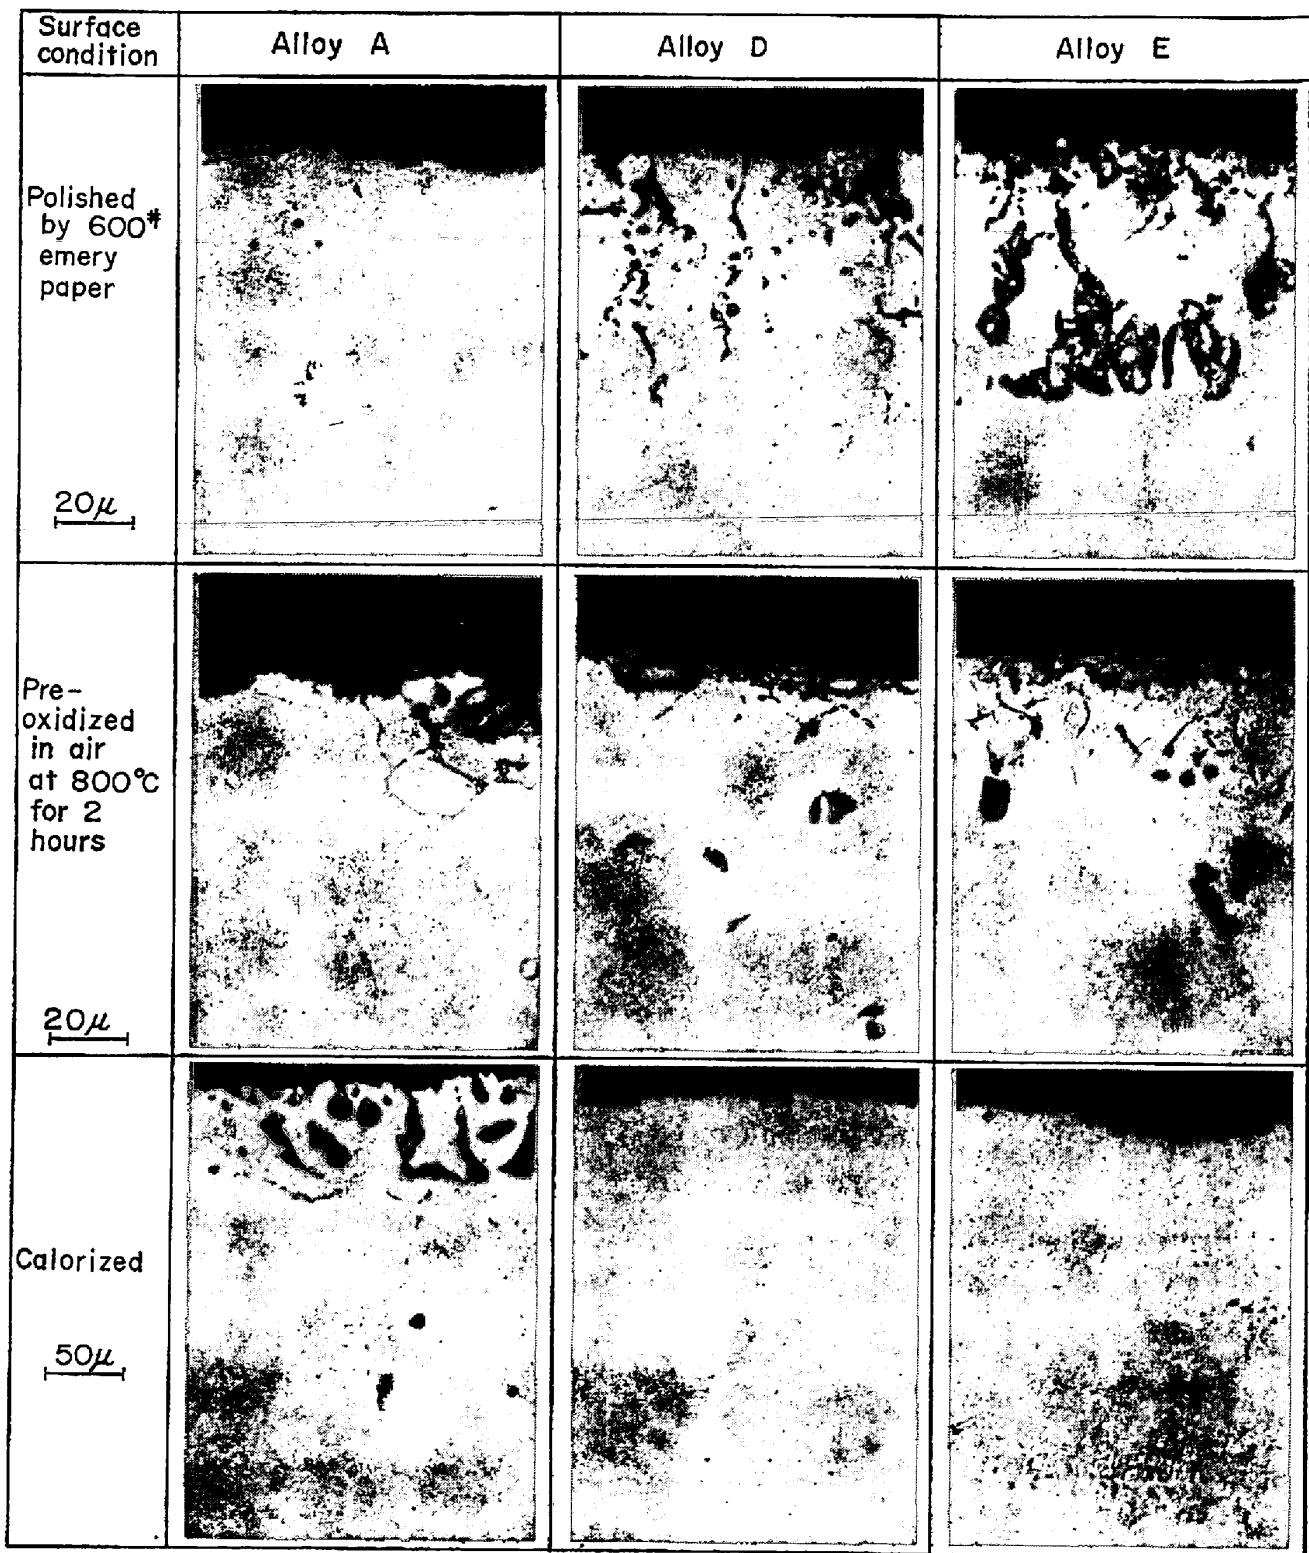 Surface
condition
Alloy A
Alloy D
Alloy E
Polished
by 600#
emery
paper
20μ
Pre-
oxidized
in air
at 800°C
for 2
hours
20μ
Calorized
50μ